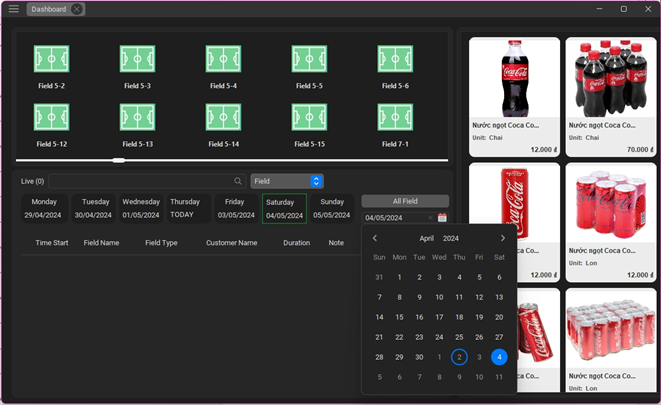 Dashboard
Field 5-2
Field 5-3
Field 5-4
Field 5-5
Field 5-6
Field 5-12
Field 5-13
Field 5-14
Field 5-15
Field 7-1
Live (0)
Field
Monday
29/04/2024
Tuesday
30/04/2024
Wednesday
01/05/2024
Thursday
TODAY
Friday
03/05/2024
Saturday
04/05/2024
Sunday
05/05/2024
All Field
04/05/2024
Time Start Field Name Field Type Customer Name Duration Note
April 2024
Sun Mon Tue Wed Thu Fri Sat
31 1 2 3 4 5 6
7 8 9 10 11 12 13
14 15 16 17 18 19 20
21 22 23 24 25 26 27
28 29 30 1 2 3 4
5 6 7 8 9 10 11
Coca-Cola
Nước ngọt Coca Co...
Unit: Chai
12.000 đ
Nước ngọt Coca Co...
Unit: Chai
70.000 đ
Coca-Cola
12.000 đ
Nước ngọt Coca Co...
Unit: Lon
70.000 đ
Nước ngọt Coca Co...
Unit: Lon